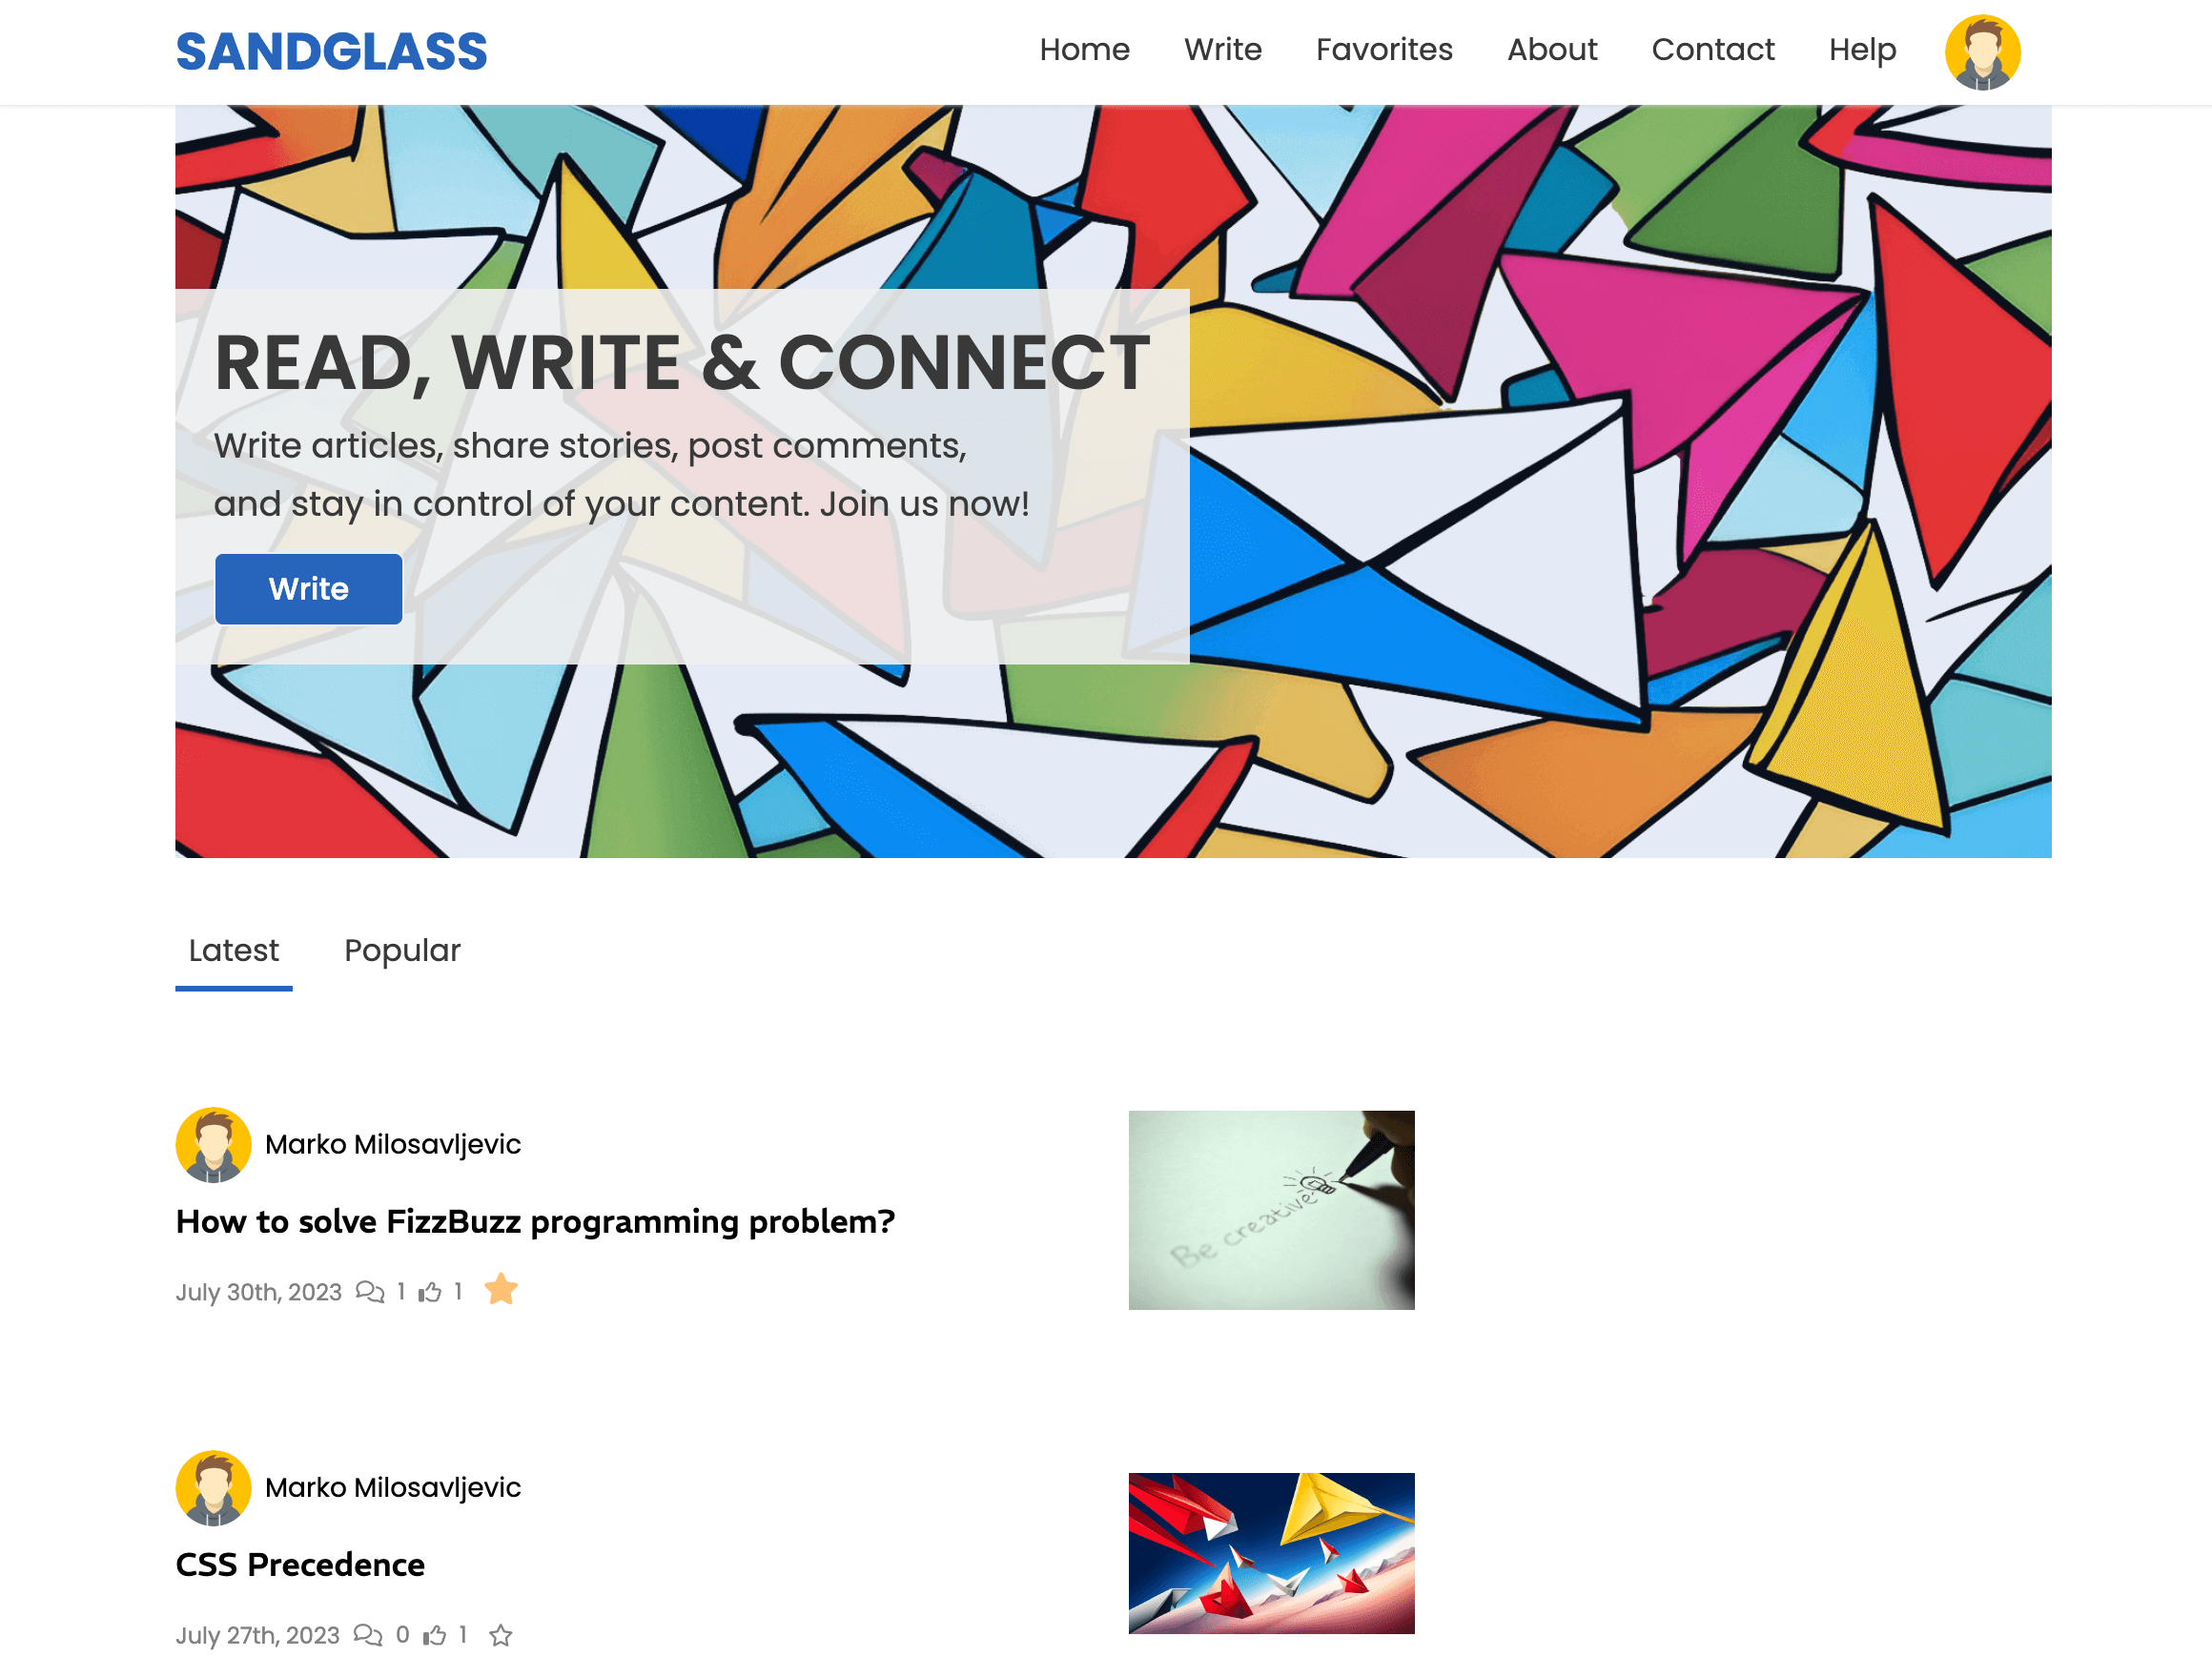 SANDGLASS
Home Write Favorites About Contact Help
READ, WRITE & CONNECT
Write articles, share stories, post comments,
and stay in control of your content. Join us now!
Write
Latest Popular
Marko Milosavljevic
How to solve FizzBuzz programming problem?
July 30th, 2023 1 1
Be creative
Marko Milosavljevic
CSS Precedence
July 27th, 2023 0 1